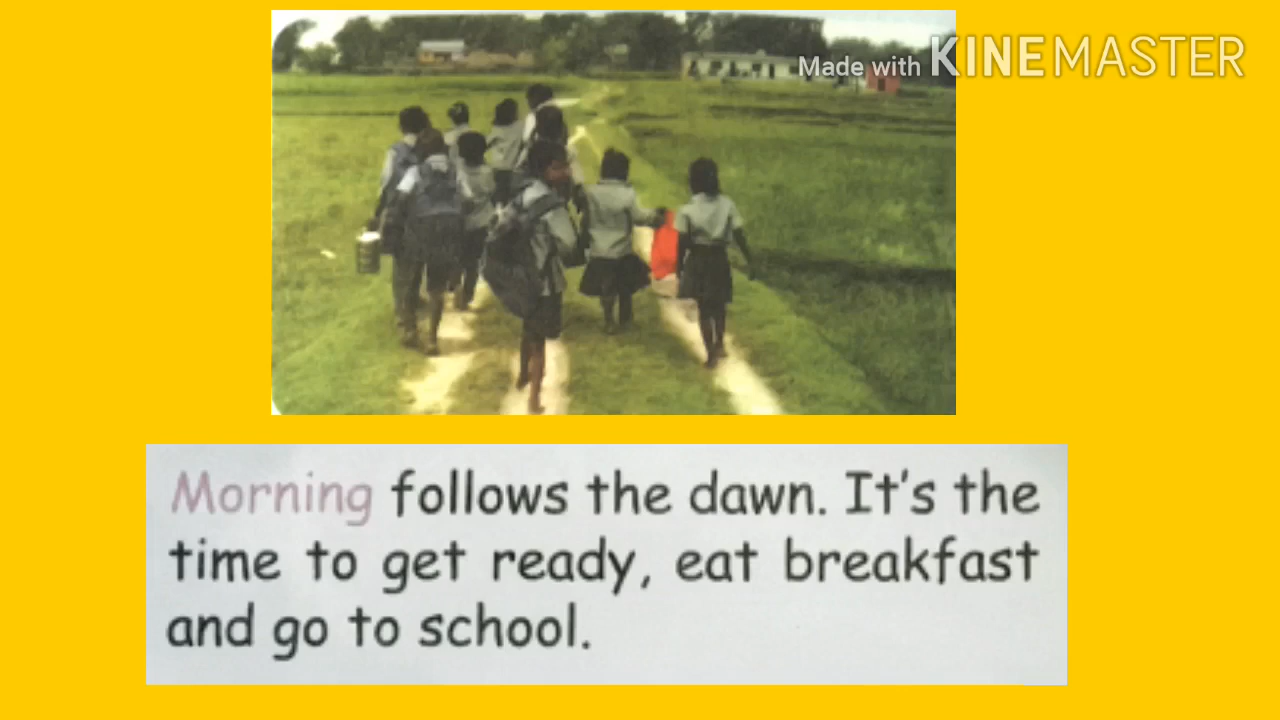 Made with KINEMASTER
Morning follows the dawn. It's the
time to get ready, eat breakfast
and go to school.